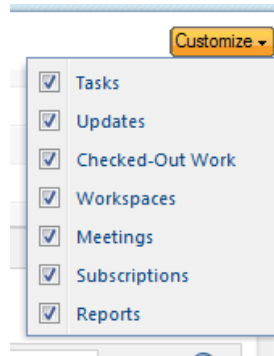 Customize
Tasks
Updates
Checked-Out Work
Workspaces
Meetings
Subscriptions
Reports